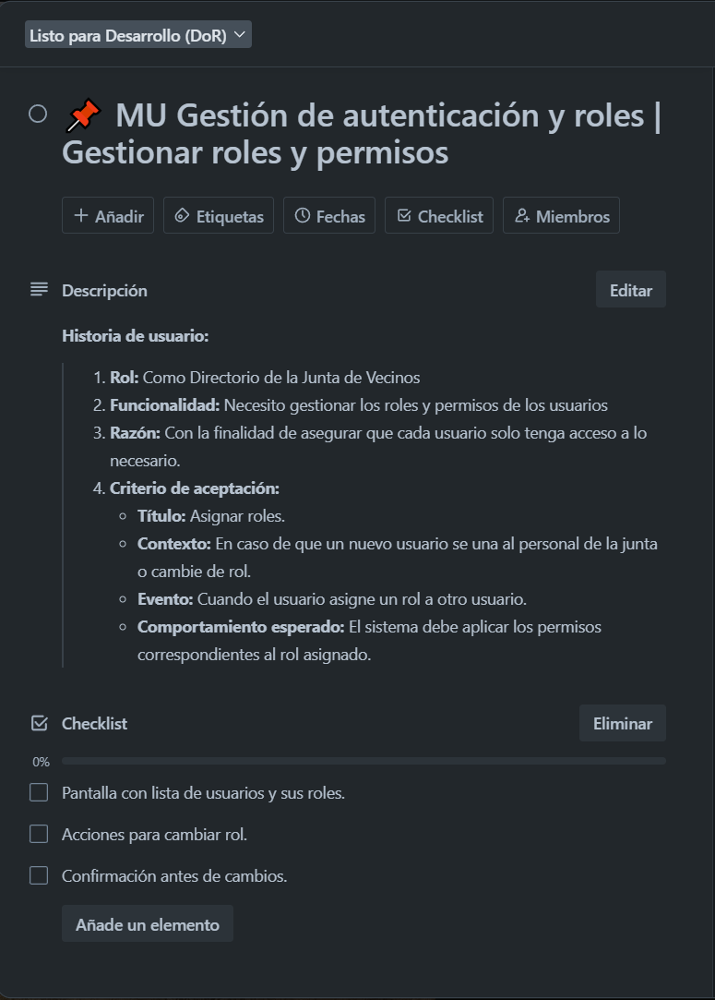 Listo para Desarrollo (DoR)
📌 MU Gestión de autenticación y roles |
Gestionar roles y permisos
+ Añadir
Etiquetas
Fechas
Checklist
Miembros
Descripción
Editar
Historia de usuario:
1. Rol: Como Directorio de la Junta de Vecinos
2. Funcionalidad: Necesito gestionar los roles y permisos de los usuarios
3. Razón: Con la finalidad de asegurar que cada usuario solo tenga acceso a lo
necesario.
4. Criterio de aceptación:
◦ Título: Asignar roles.
◦ Contexto: En caso de que un nuevo usuario se una al personal de la junta
o cambie de rol.
◦ Evento: Cuando el usuario asigne un rol a otro usuario.
◦ Comportamiento esperado: El sistema debe aplicar los permisos
correspondientes al rol asignado.
Checklist
Eliminar
0%
Pantalla con lista de usuarios y sus roles.
Acciones para cambiar rol.
Confirmación antes de cambios.
Añade un elemento